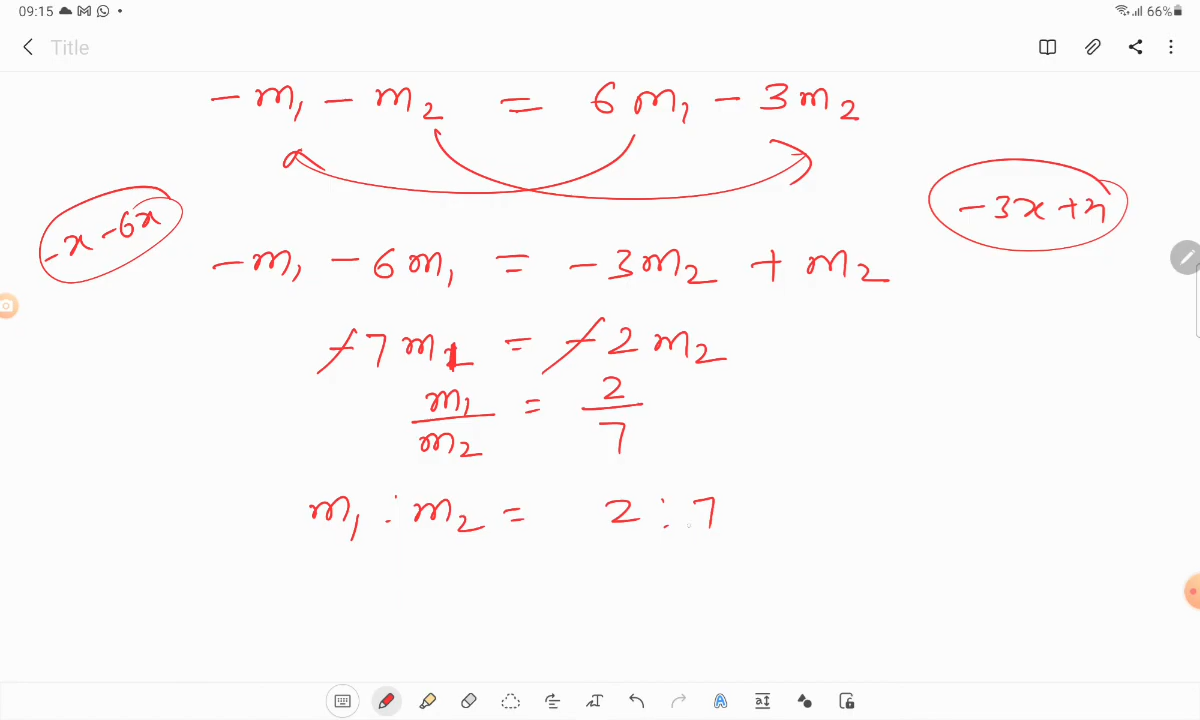 09:15 66%
Title
- m₁ - m₂ = 6m₁ - 3m₂
-x -6x
-3x + x
- m₁ - 6m₁ = - 3m₂ + m₂
-7m₁ = -2m₂
m₁/m₂ = 2/7
m₁ : m₂ = 2 : 7